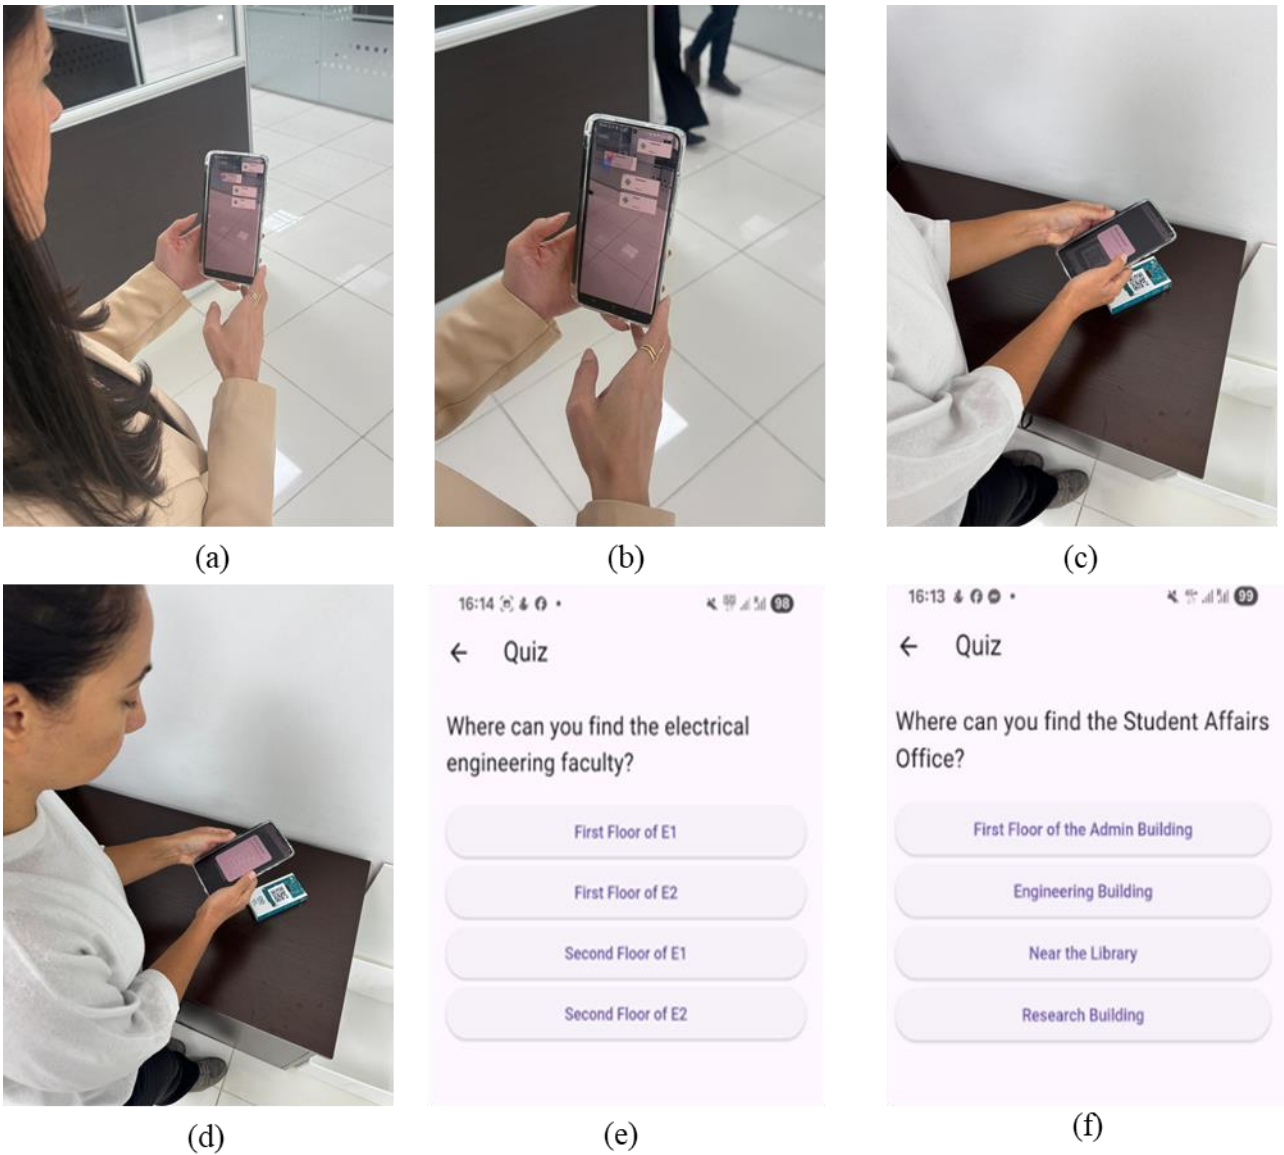 (a)
(b)
(c)
(d)
16:14
98
Quiz
Where can you find the electrical
engineering faculty?
First Floor of E1
First Floor of E2
Second Floor of E1
Second Floor of E2
(e)
16:13
99
Quiz
Where can you find the Student Affairs
Office?
First Floor of the Admin Building
Engineering Building
Near the Library
Research Building
(f)